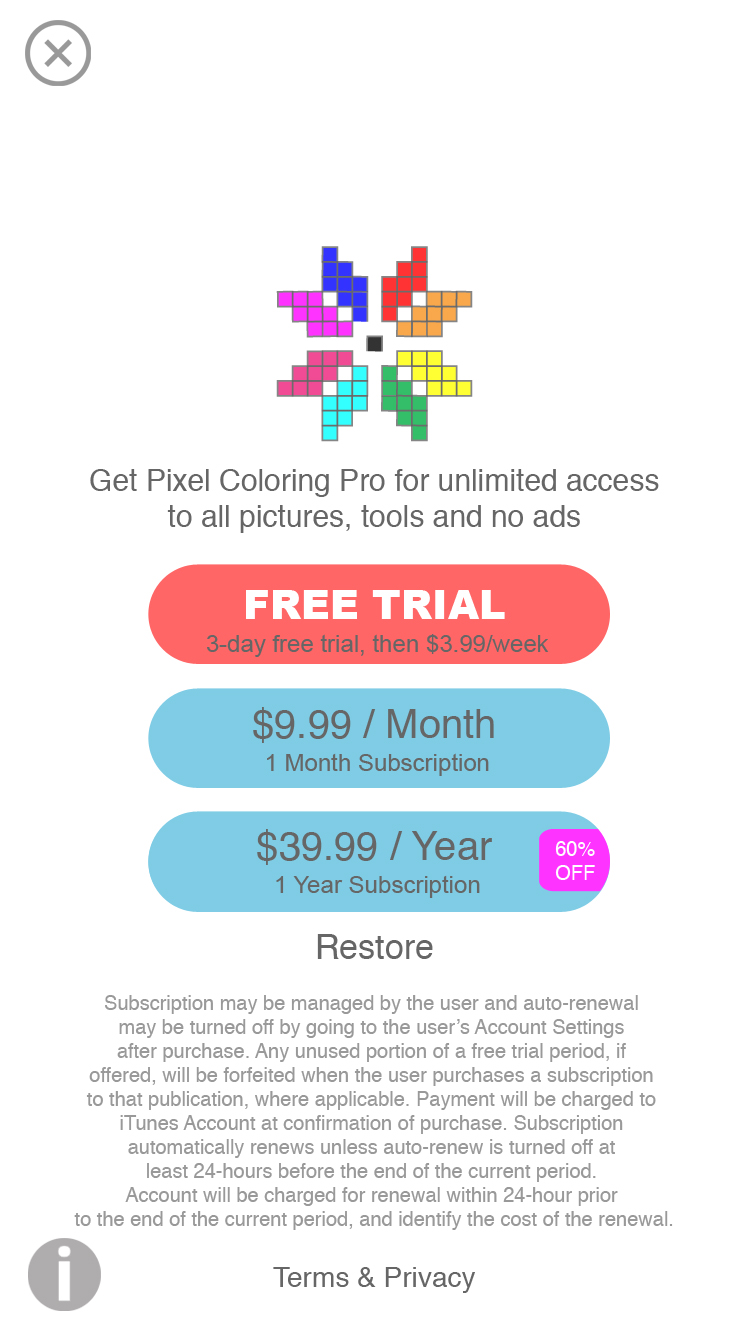 Get Pixel Coloring Pro for unlimited access
to all pictures, tools and no ads
FREE TRIAL
3-day free trial, then $3.99/week
$9.99 / Month
1 Month Subscription
$39.99 / Year
1 Year Subscription
60%
OFF
Restore
Subscription may be managed by the user and auto-renewal
may be turned off by going to the user’s Account Settings
after purchase. Any unused portion of a free trial period, if
offered, will be forfeited when the user purchases a subscription
to that publication, where applicable. Payment will be charged to
iTunes Account at confirmation of purchase. Subscription
automatically renews unless auto-renew is turned off at
least 24-hours before the end of the current period.
Account will be charged for renewal within 24-hour prior
to the end of the current period, and identify the cost of the renewal.
i
Terms & Privacy